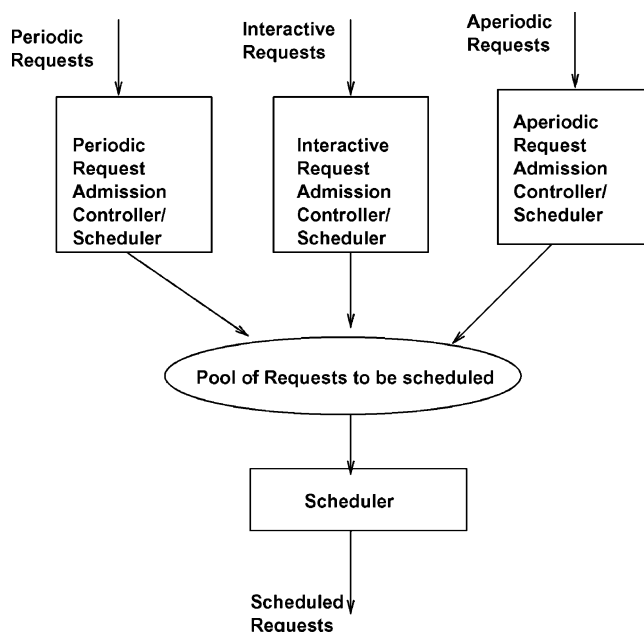 Periodic
Requests
Interactive
Requests
Aperiodic
Requests
Periodic
Request
Admission
Controller/
Scheduler
Interactive
Request
Admission
Controller/
Scheduler
Aperiodic
Request
Admission
Controller/
Scheduler
Pool of Requests to be scheduled
Scheduler
Scheduled
Requests